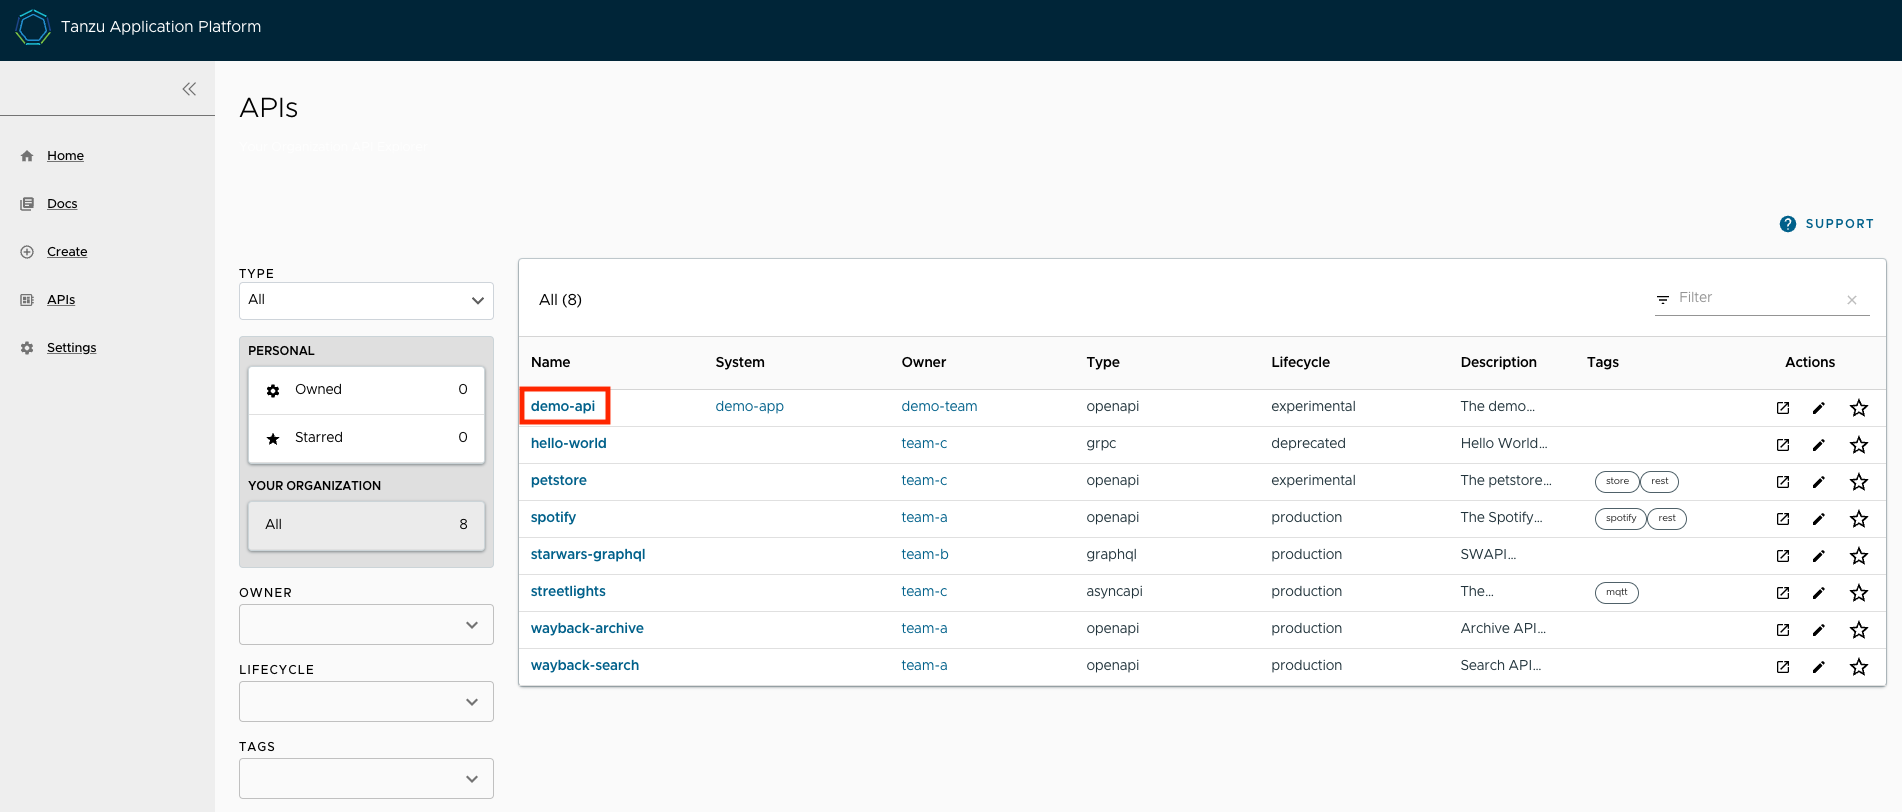 Tanzu Application Platform
APIs
Home
Docs
Create
APIs
Settings
SUPPORT
TYPE
All
PERSONAL
Owned 0
Starred 0
YOUR ORGANIZATION
All 8
OWNER
LIFECYCLE
TAGS
All (8)
Filter
Name System Owner Type Lifecycle Description Tags Actions
demo-api demo-app demo-team openapi experimental The demo...
hello-world team-c grpc deprecated Hello World...
petstore team-c openapi experimental The petstore... store rest
spotify team-a openapi production The Spotify... spotify rest
starwars-graphql team-b graphql production SWAPI...
streetlights team-c asyncapi production The... mqtt
wayback-archive team-a openapi production Archive API...
wayback-search team-a openapi production Search API...